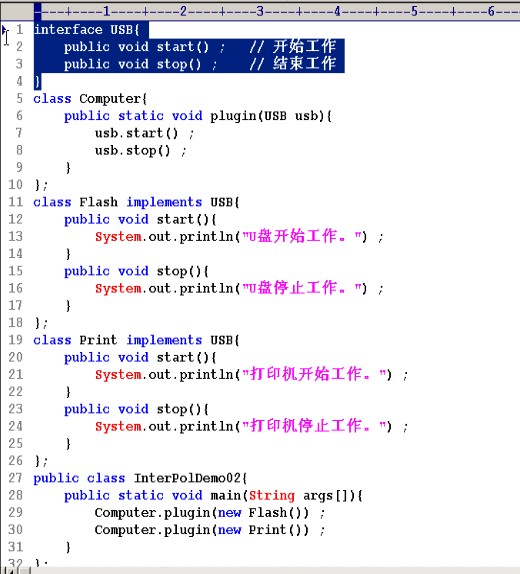 ----+----1----+----2----+----3----+----4----+----5----+----6--
1 interface USB{
2     public void start() ;   // 开始工作
3     public void stop() ;    // 结束工作
4 }
5 class Computer{
6     public static void plugin(USB usb){
7         usb.start() ;
8         usb.stop() ;
9     }
10 };
11 class Flash implements USB{
12     public void start(){
13         System.out.println("U盘开始工作。") ;
14     }
15     public void stop(){
16         System.out.println("U盘停止工作。") ;
17     }
18 };
19 class Print implements USB{
20     public void start(){
21         System.out.println("打印机开始工作。") ;
22     }
23     public void stop(){
24         System.out.println("打印机停止工作。") ;
25     }
26 };
27 public class InterPolDemo02{
28     public static void main(String args[]){
29         Computer.plugin(new Flash()) ;
30         Computer.plugin(new Print()) ;
31     }
32 };